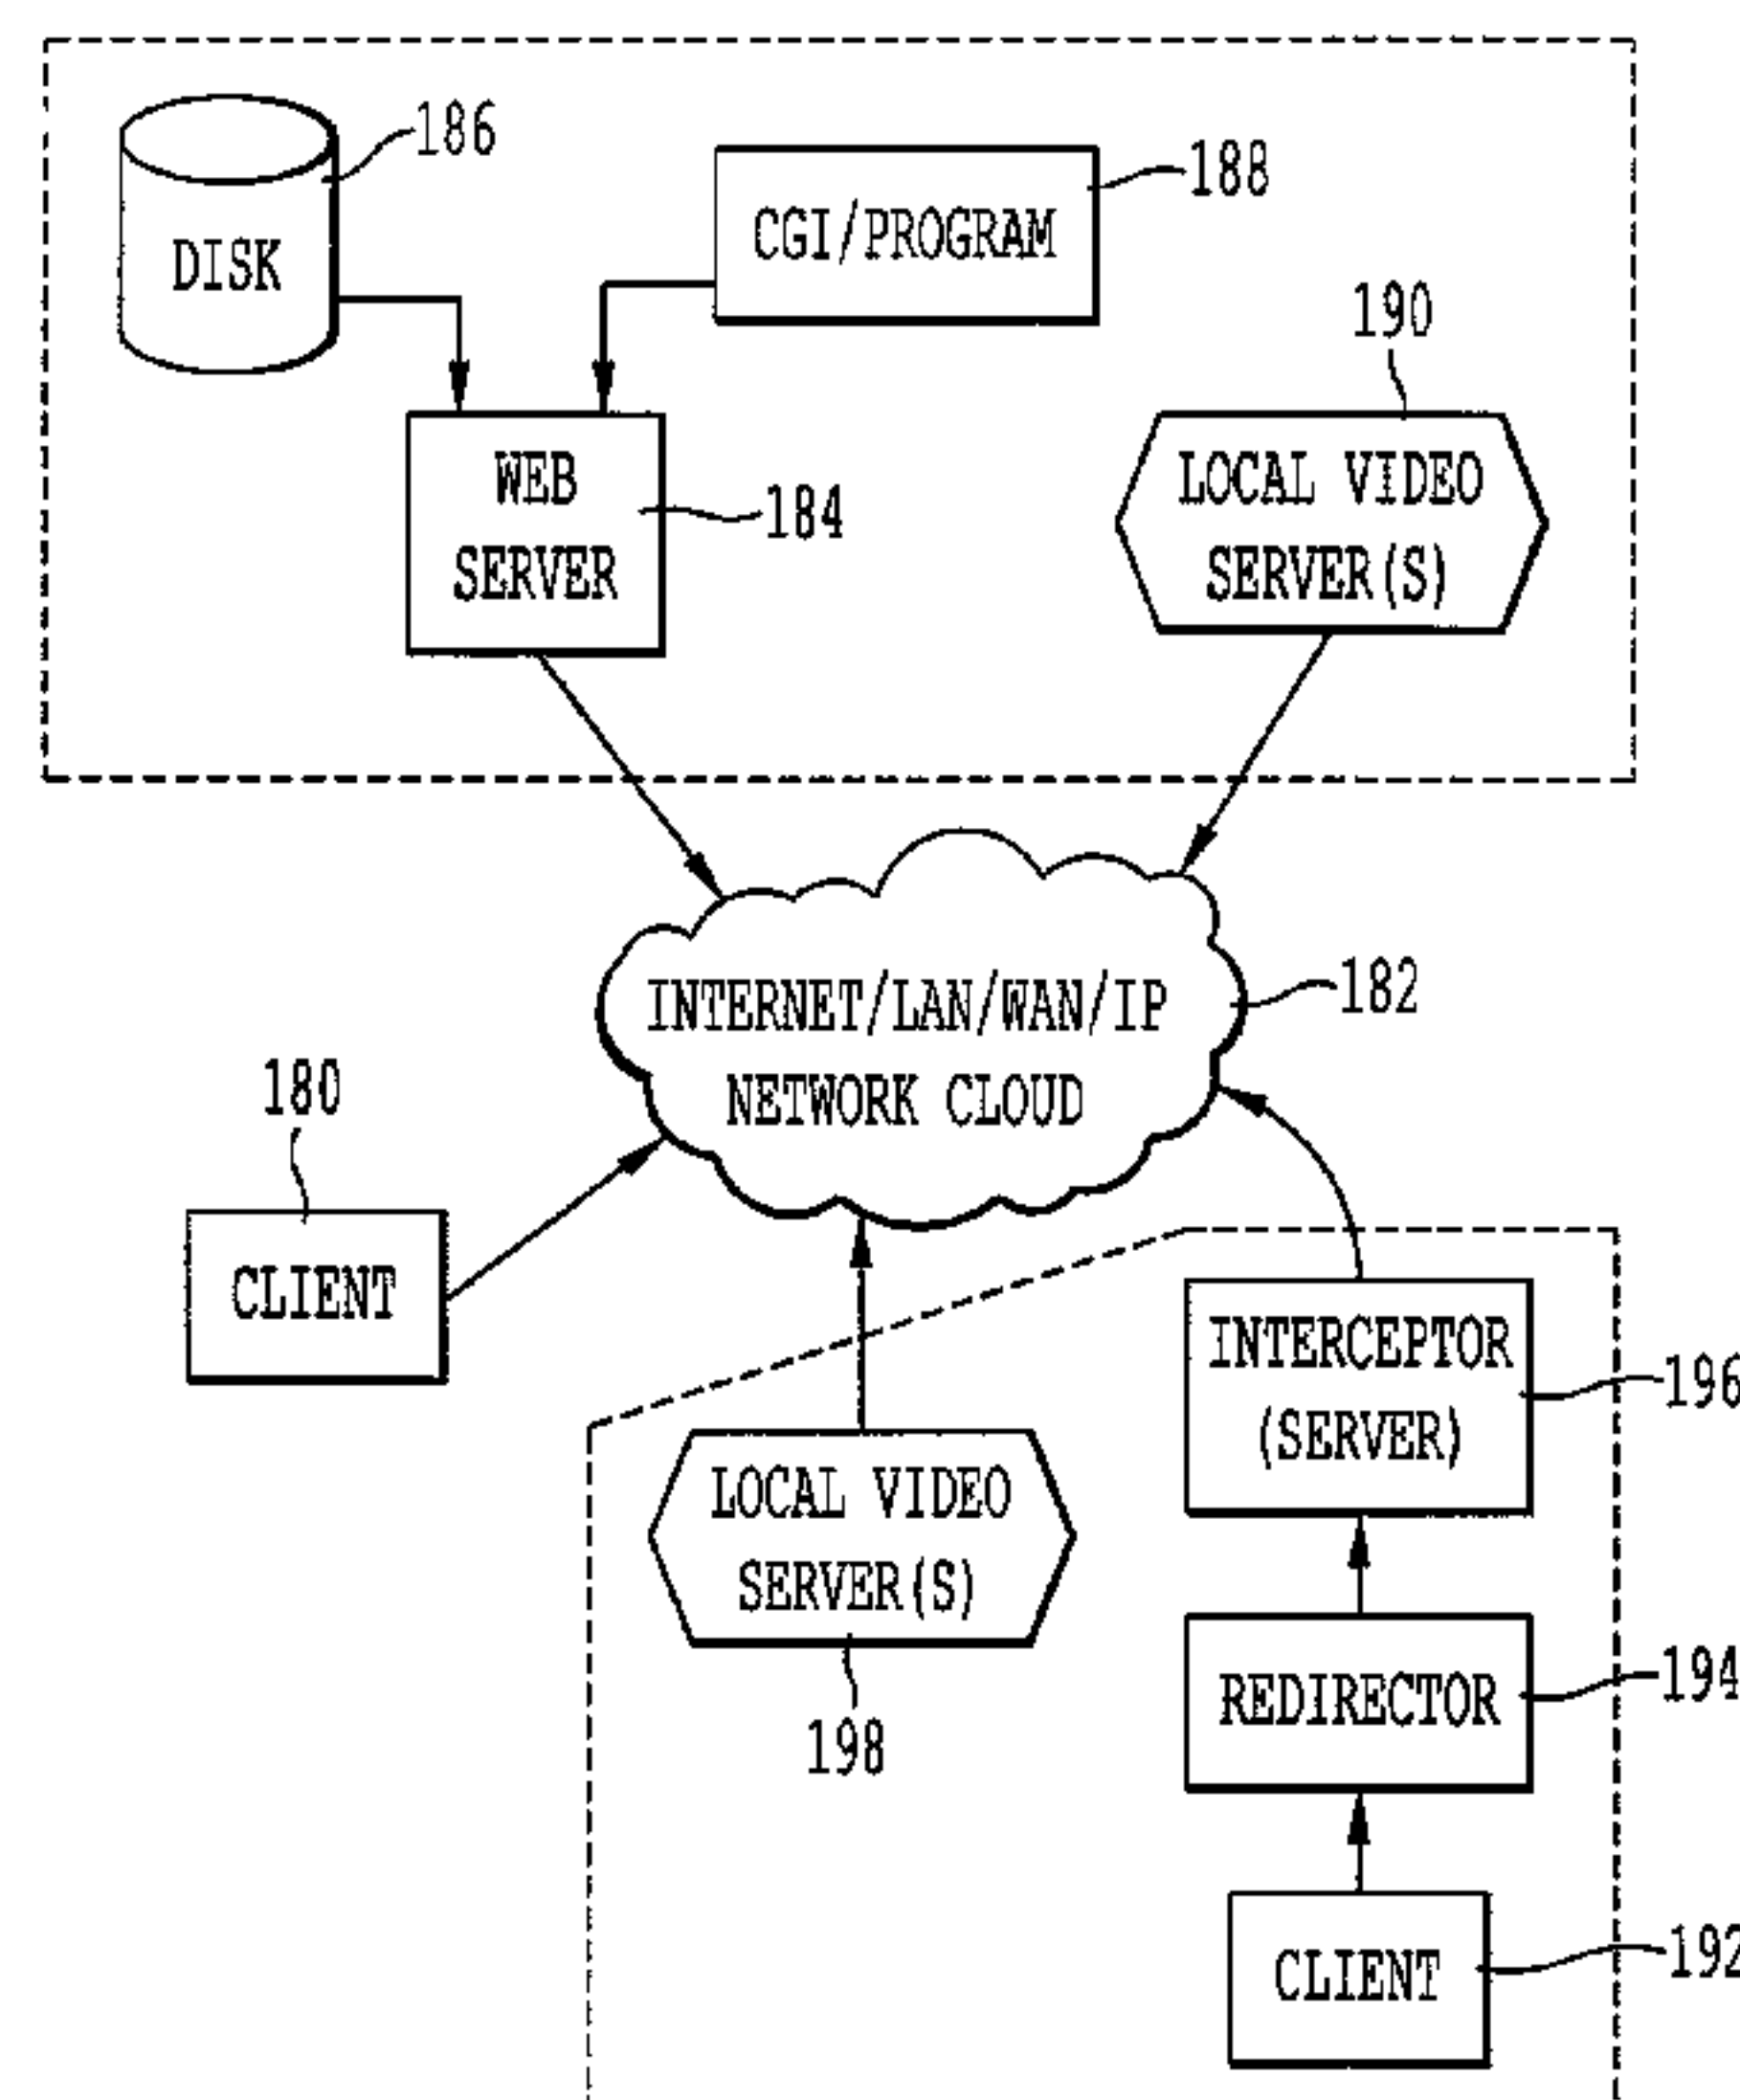 186
188
DISK
CGI/PROGRAM
190
WEB
SERVER
184
LOCAL VIDEO
SERVER(S)
INTERNET/LAN/WAN/IP
NETWORK CLOUD
182
180
CLIENT
INTERCEPTOR
(SERVER)
196
LOCAL VIDEO
SERVER(S)
198
REDIRECTOR
194
CLIENT
192